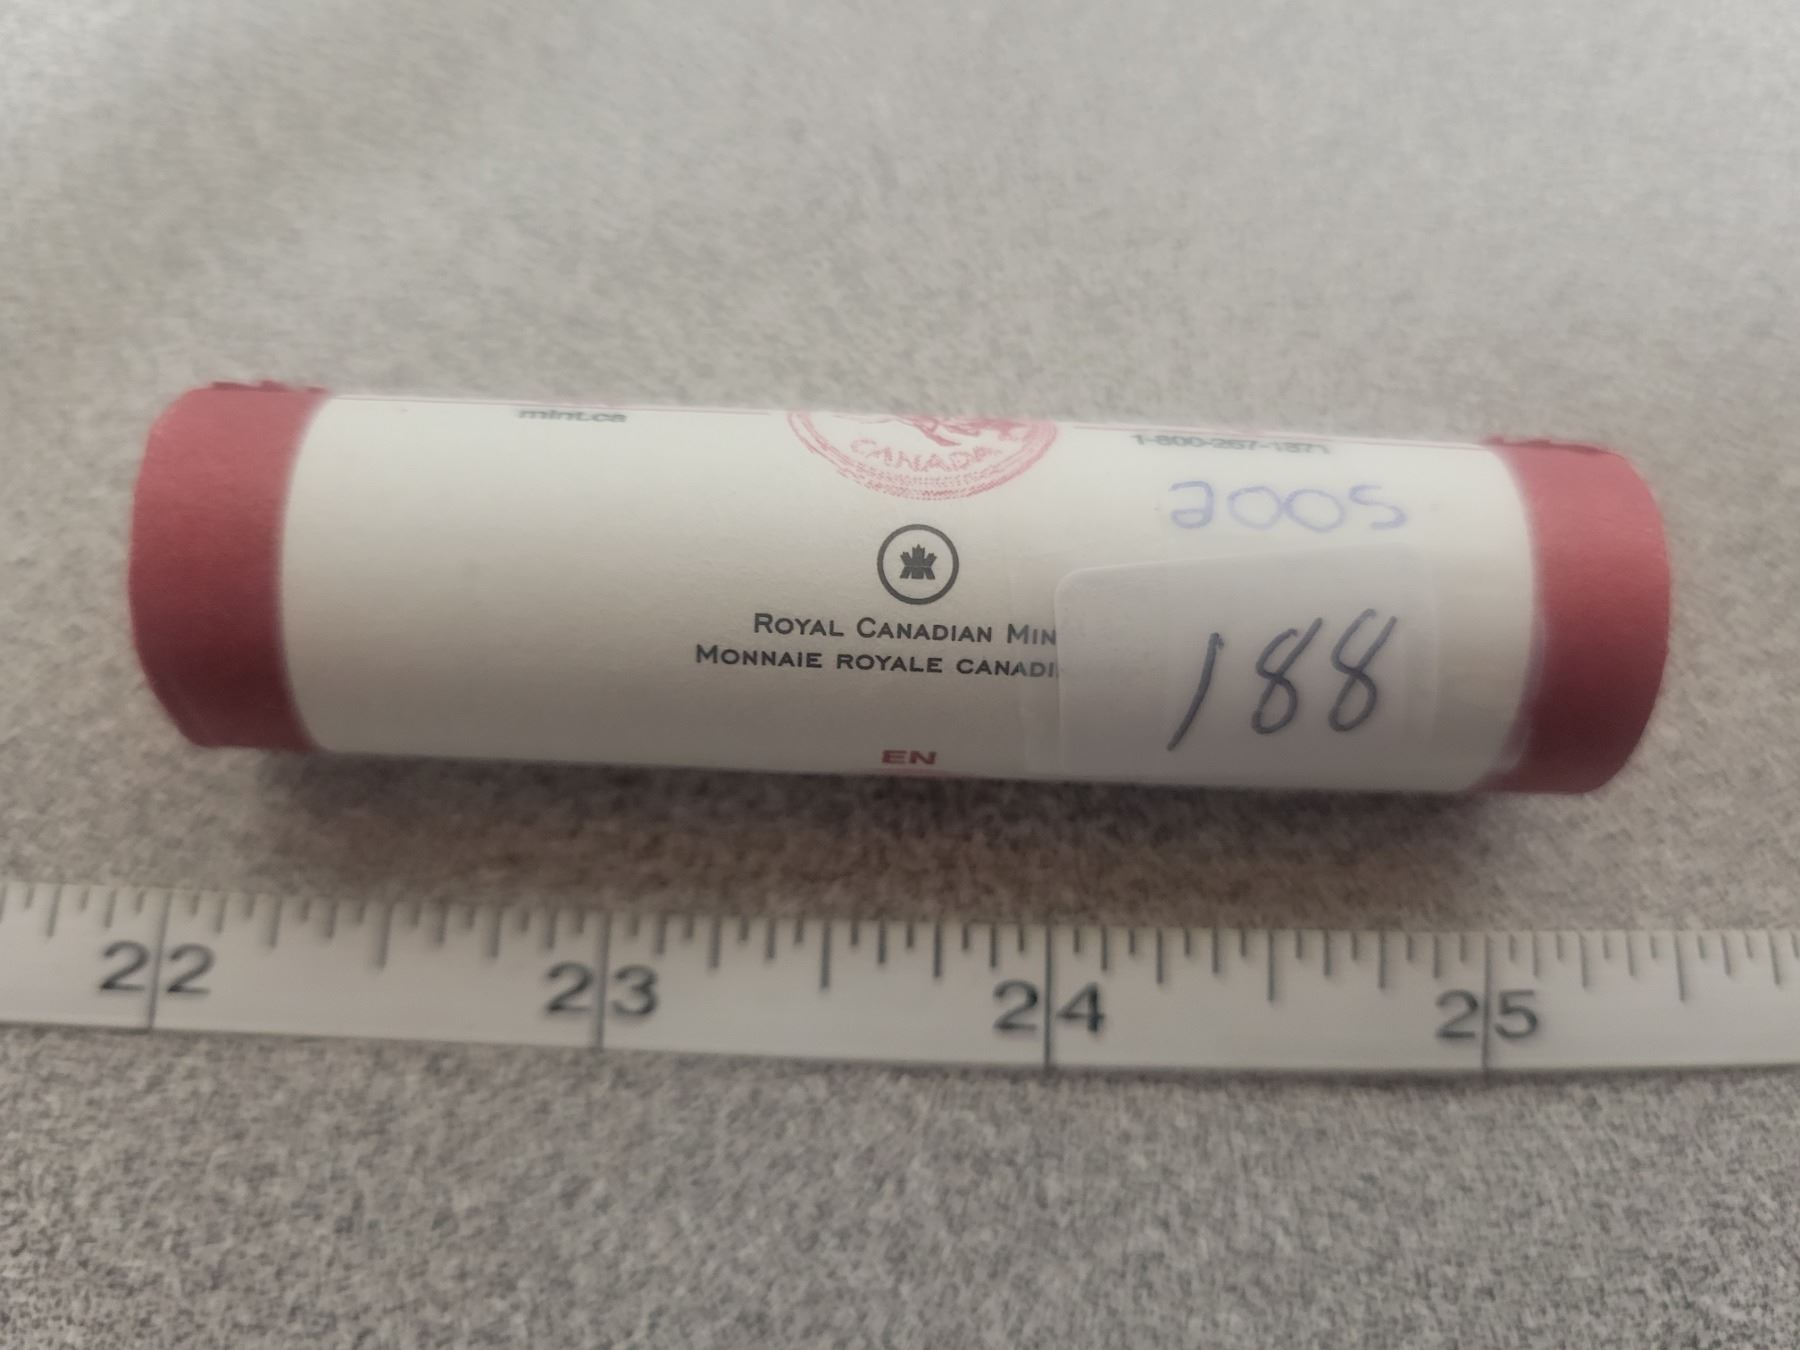 mint.ca
CANADA
1-800-267-1871
2005
ROYAL CANADIAN MIN
MONNAIE ROYALE CANADI
188
EN
22
23
24
25